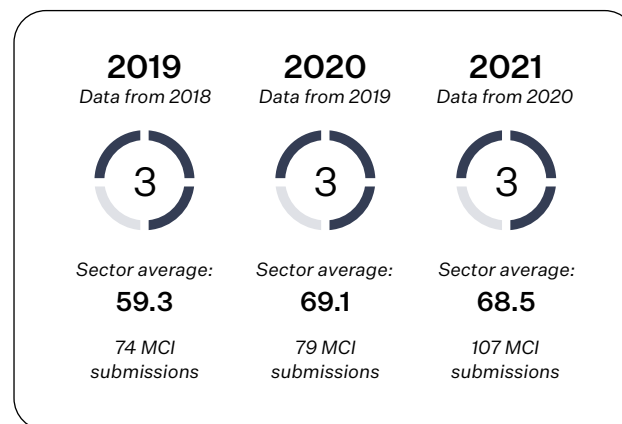 2019
Data from 2018
3
Sector average:
59.3
74 MCI
submissions
2020
Data from 2019
3
Sector average:
69.1
79 MCI
submissions
2021
Data from 2020
3
Sector average:
68.5
107 MCI
submissions